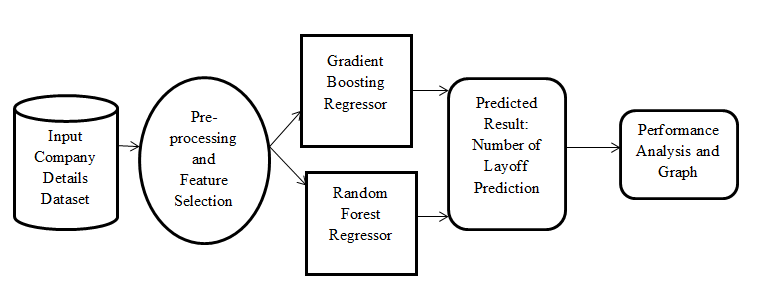 Input
Company
Details
Dataset
Pre-
processing
and
Feature
Selection
Gradient
Boosting
Regressor
Random
Forest
Regressor
Predicted
Result:
Number of
Layoff
Prediction
Performance
Analysis and
Graph